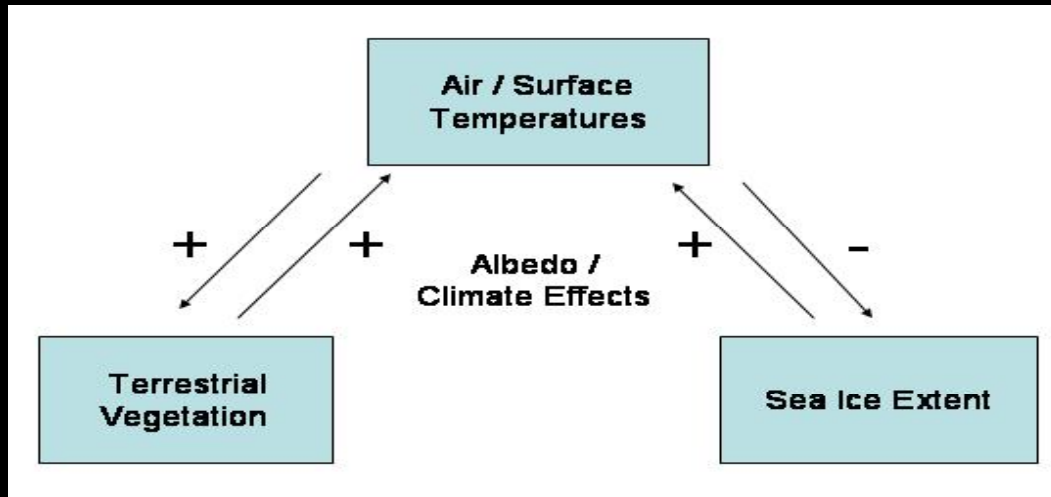 Air / Surface
Temperatures
+
+
Albedo /
Climate Effects
+
-
Terrestrial
Vegetation
Sea Ice Extent